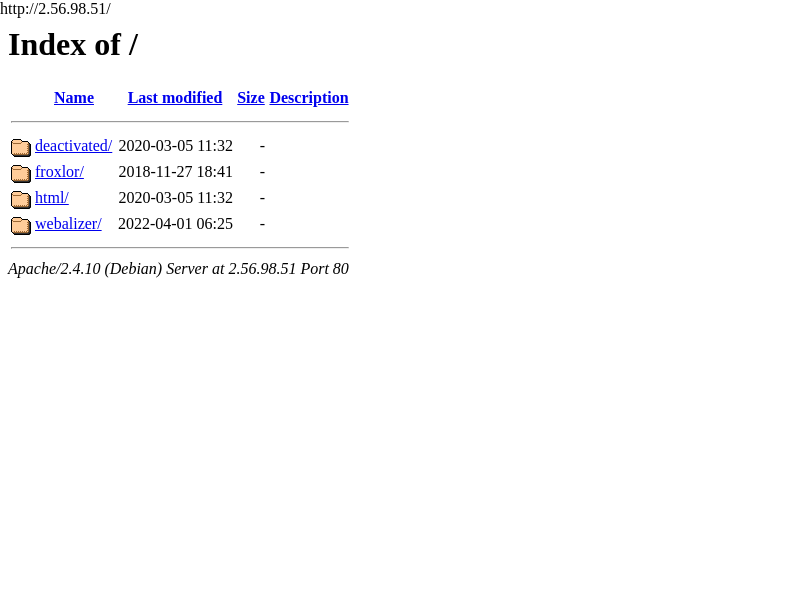 http://2.56.98.51/
Index of /
Name Last modified Size Description
deactivated/ 2020-03-05 11:32 -
froxlor/ 2018-11-27 18:41 -
html/ 2020-03-05 11:32 -
webalizer/ 2022-04-01 06:25 -
Apache/2.4.10 (Debian) Server at 2.56.98.51 Port 80